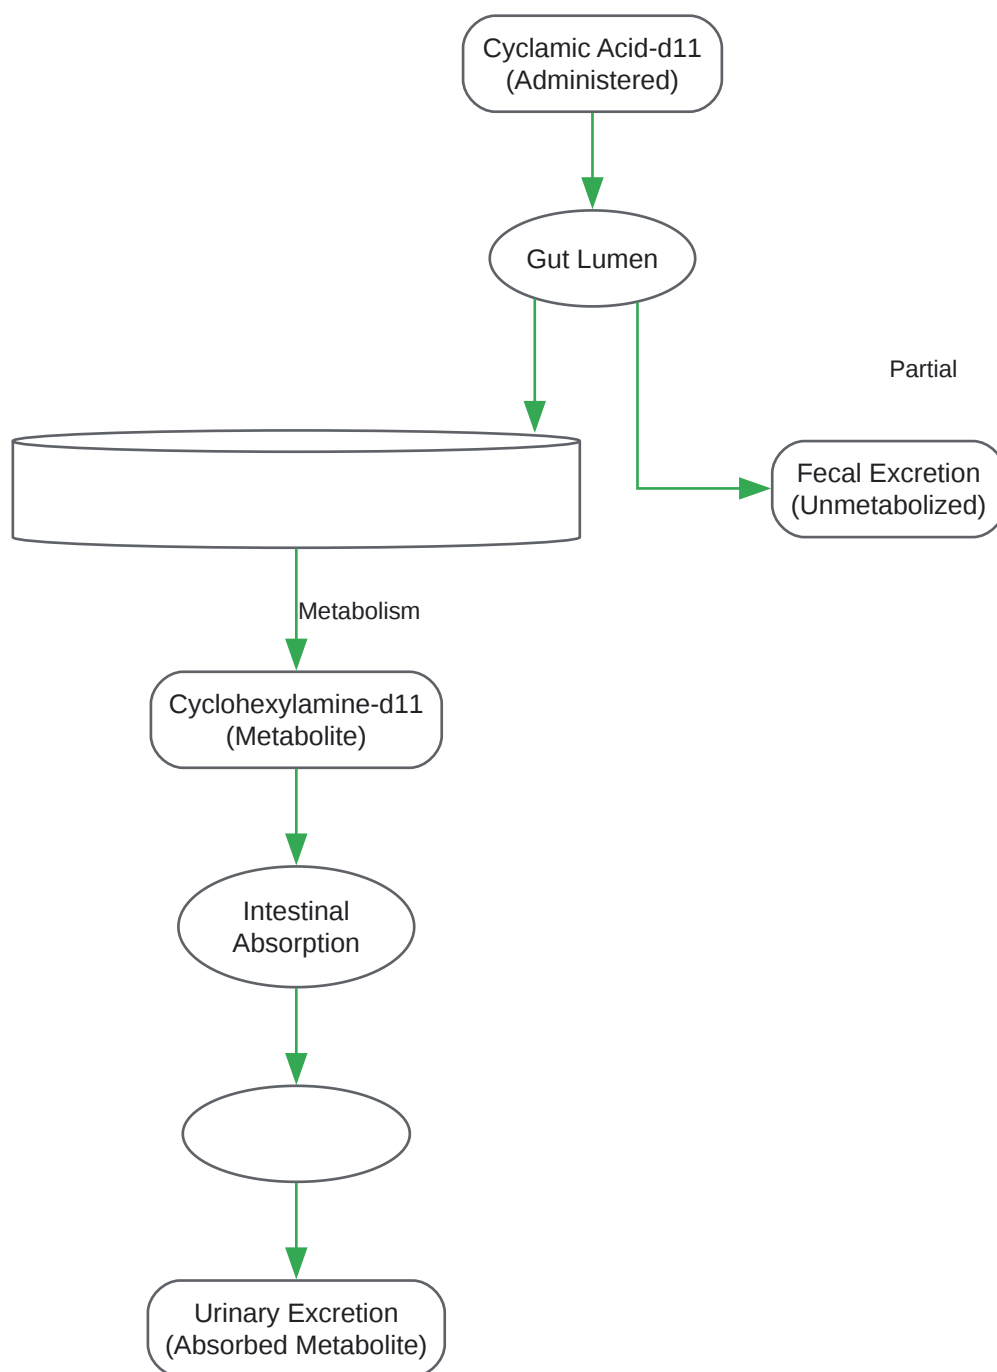 Cyclamic Acid-d11
(Administered)
Gut Lumen
Partial
Fecal Excretion
(Unmetabolized)
Metabolism
Cyclohexylamine-d11
(Metabolite)
Intestinal
Absorption
Urinary Excretion
(Absorbed Metabolite)